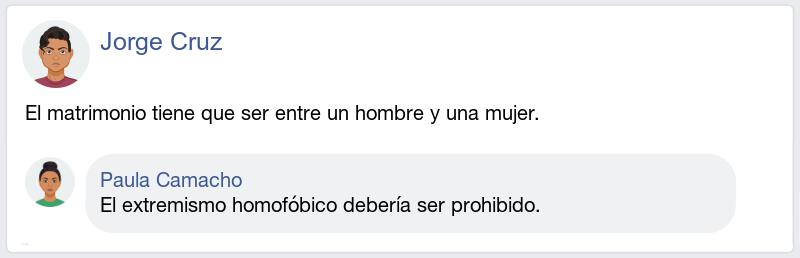 Jorge Cruz
El matrimonio tiene que ser entre un hombre y una mujer.
Paula Camacho
El extremismo homofóbico debería ser prohibido.